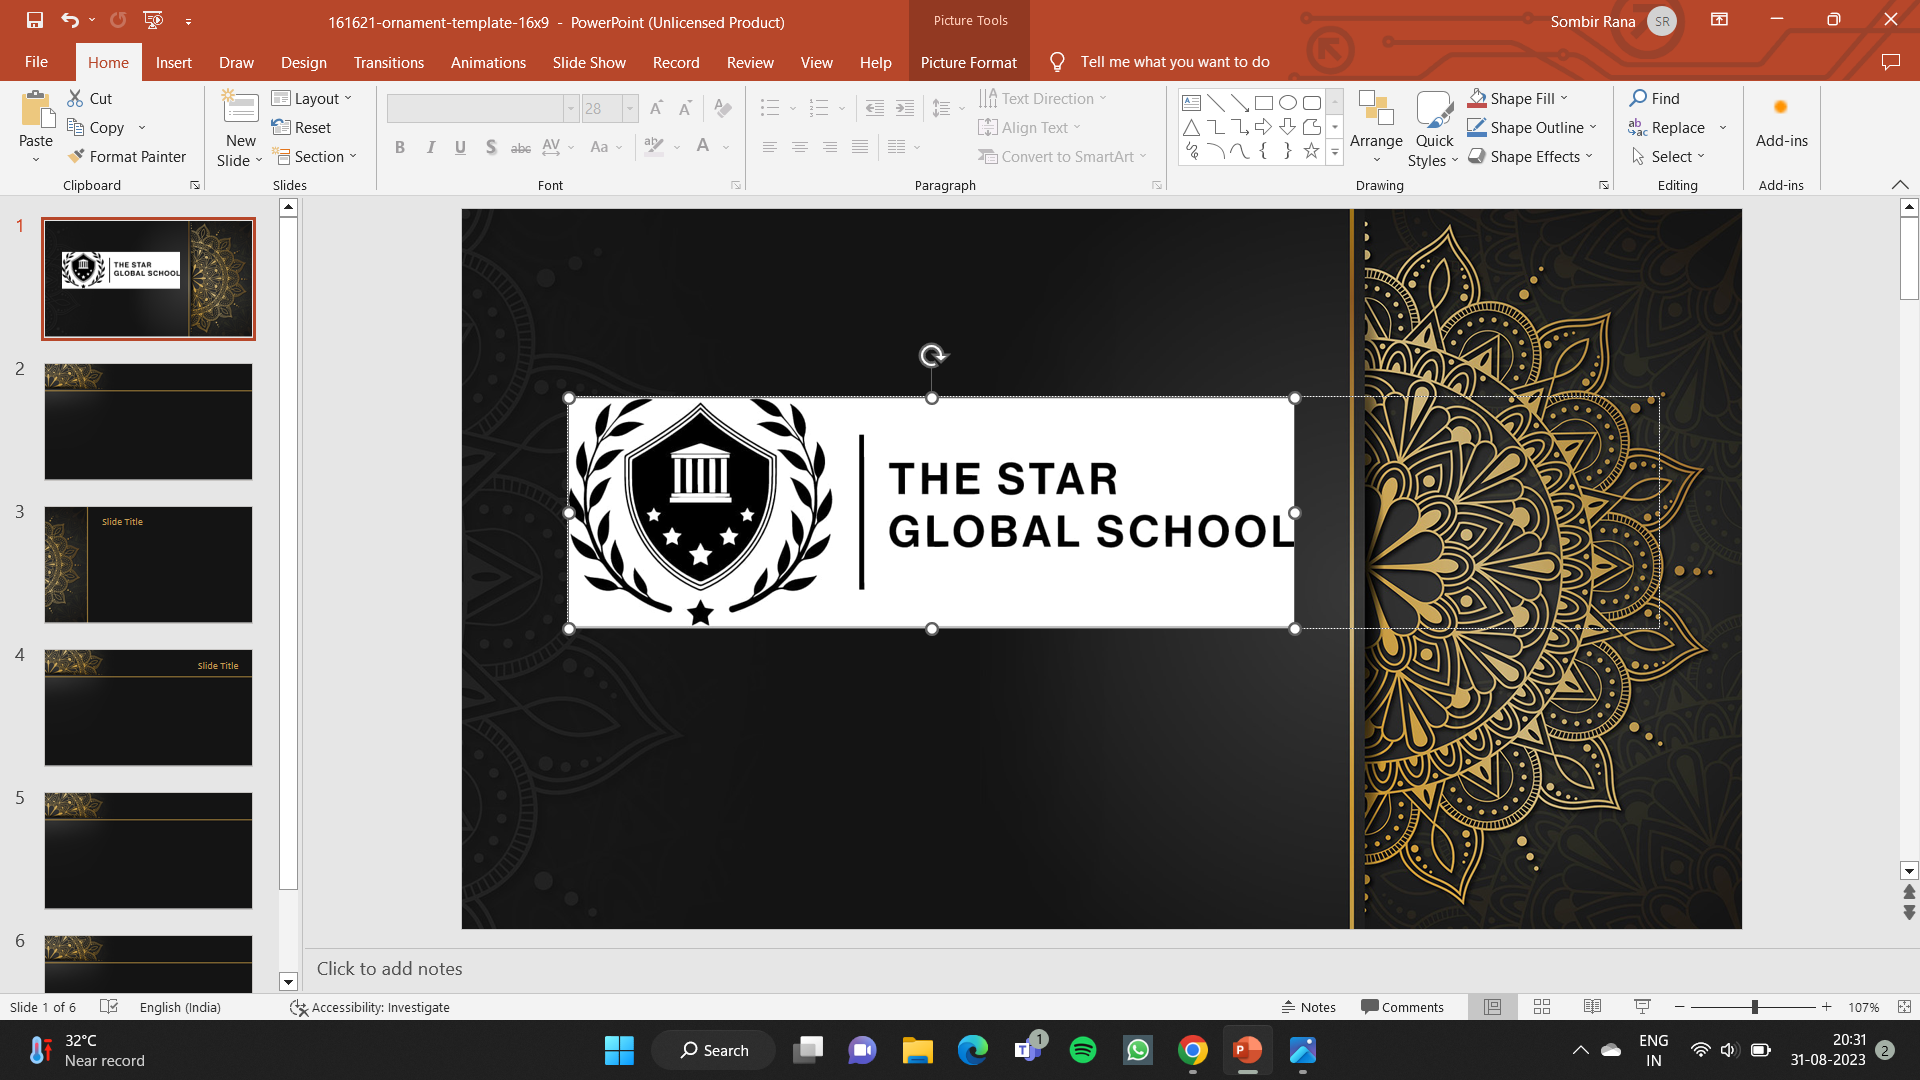 161621-ornament-template-16x9 - PowerPoint (Unlicensed Product)
Picture Tools
Sombir Rana
SR
File
Home
Insert
Draw
Design
Transitions
Animations
Slide Show
Record
Review
View
Help
Picture Format
Tell me what you want to do
Paste
Cut
Copy
Format Painter
Clipboard
New Slide
Layout
Reset
Section
Slides
28
B I U S abc AV Aa A
Font
Text Direction
Align Text
Convert to SmartArt
Paragraph
Arrange
Quick Styles
Shape Fill
Shape Outline
Shape Effects
Drawing
Find
Replace
Select
Editing
Add-ins
Add-ins
1
THE STAR
GLOBAL SCHOOL
2
3
Slide Title
4
Slide Title
5
6
THE STAR
GLOBAL SCHOOL
Click to add notes
Slide 1 of 6
English (India)
Accessibility: Investigate
Notes
Comments
107%
32°C
Near record
Search
1
ENG
IN
20:31
31-08-2023
2